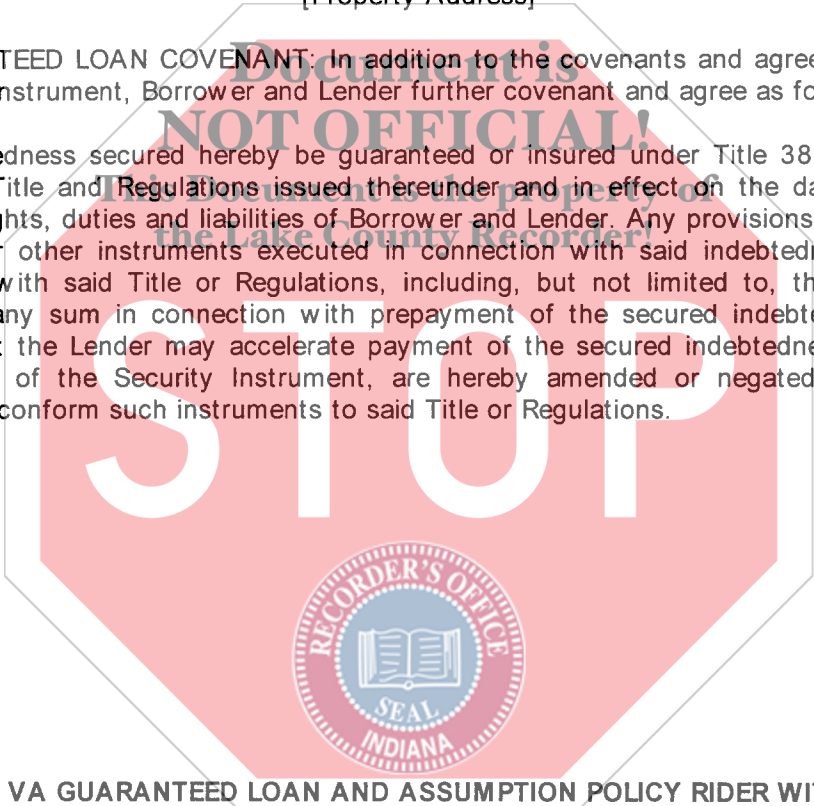 [Property Address]
TEED LOAN COVENANT: In addition to the covenants and agree
nstrument, Borrower and Lender further covenant and agree as fo
Document is
NOT OFFICIAL!
edness secured hereby be guaranteed or insured under Title 38
Title and Regulations issued thereunder and in effect on the da
This Document is the property of
ghts, duties and liabilities of Borrower and Lender. Any provisions
the Lake County Recorder!
r other instruments executed in connection with said indebtedn
with said Title or Regulations, including, but not limited to, th
any sum in connection with prepayment of the secured indebte
t the Lender may accelerate payment of the secured indebtedne
of the Security Instrument, are hereby amended or negated
conform such instruments to said Title or Regulations.
STOP
RECORDER'S OFFICE
SEAL
INDIANA
VA GUARANTEED LOAN AND ASSUMPTION POLICY RIDER WI